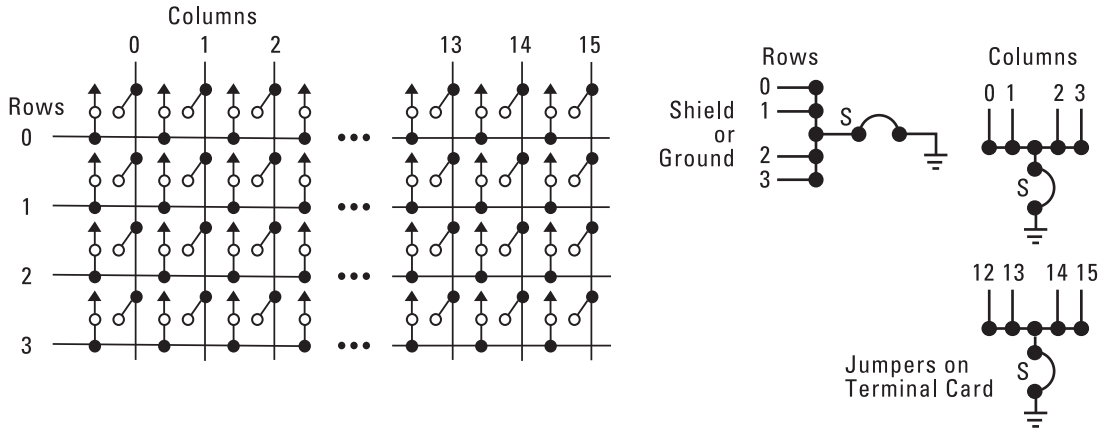 Columns
0 1 2 13 14 15
Rows
0
1
2
3
Rows
0
1
2
3
Shield
or
Ground
S
Columns
0 1 2 3
S
12 13 14 15
S
Jumpers on
Terminal Card